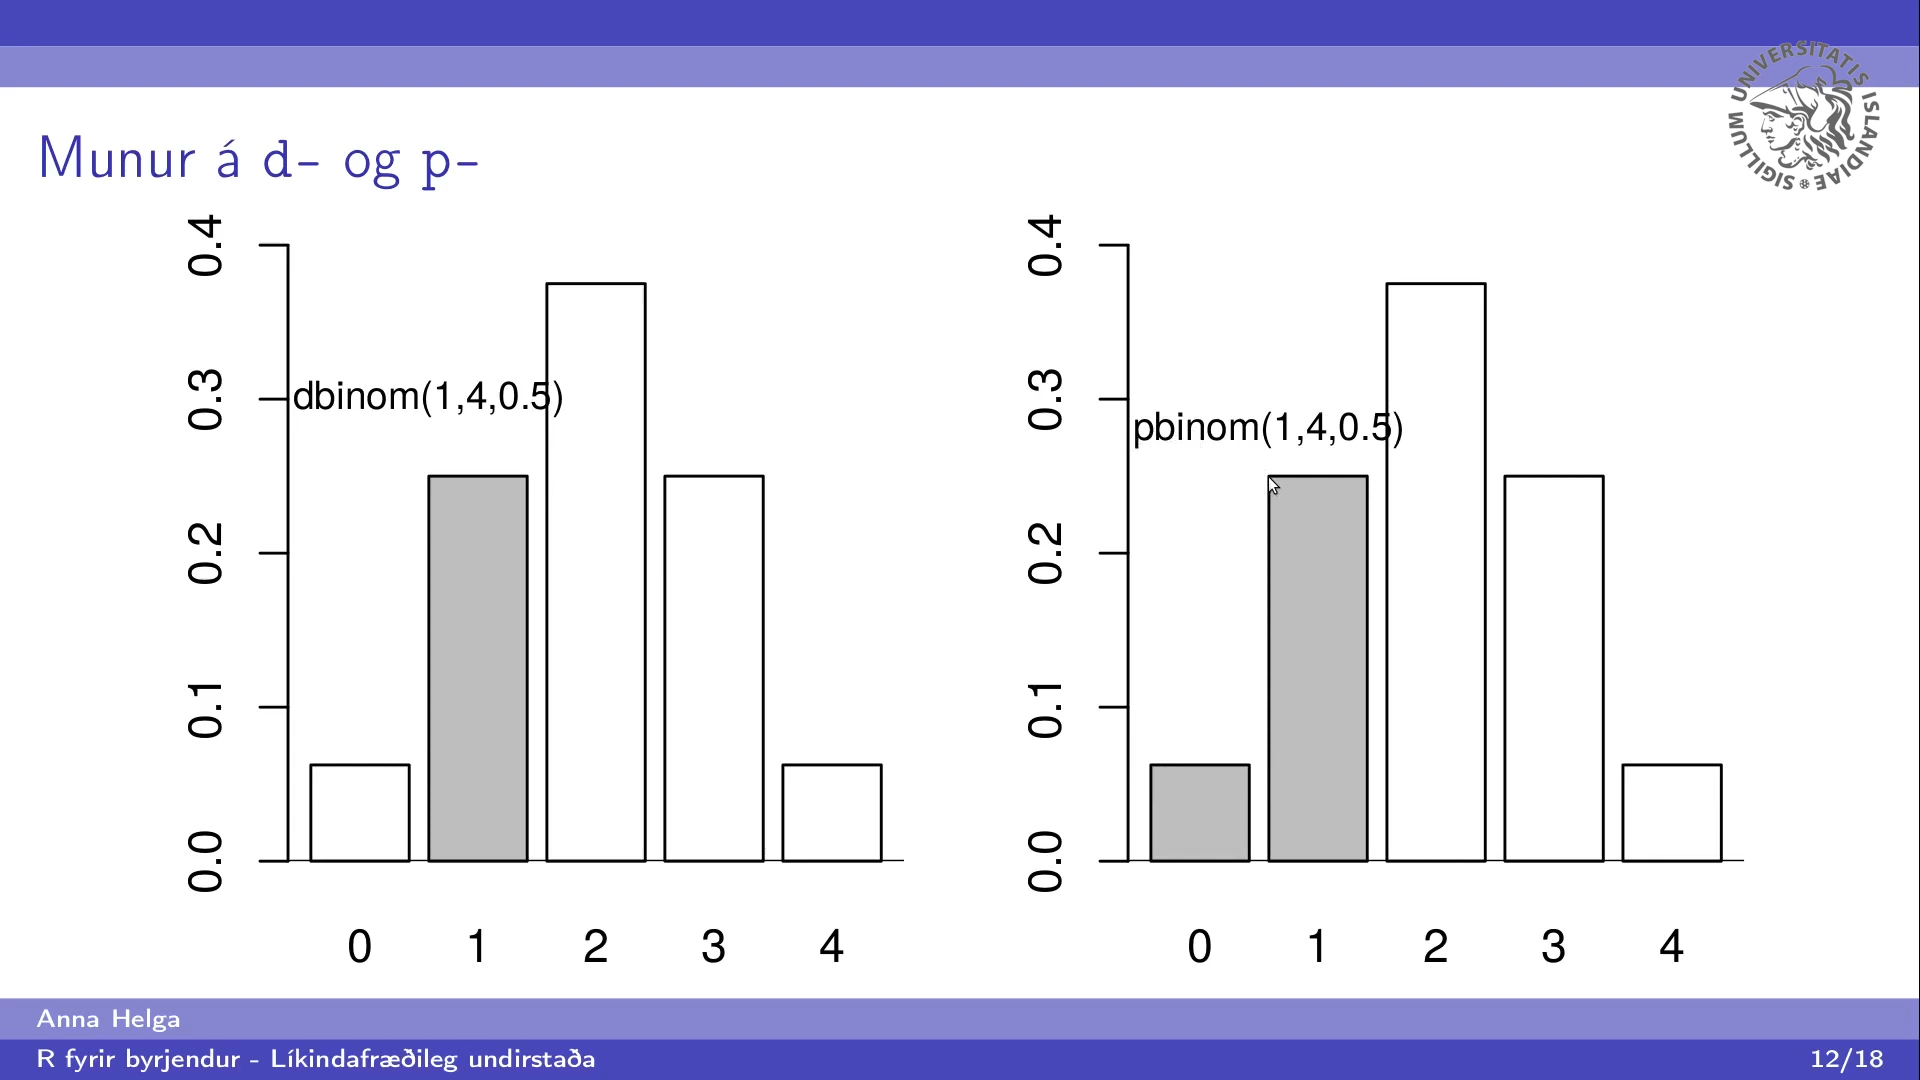 UNIVERSITATIS ISLANDIAE SIGILLUM
Munur á d- og p-
0.4
0.3
0.2
0.1
0.0
dbinom(1,4,0.5)
0 1 2 3 4
0.4
0.3
0.2
0.1
0.0
pbinom(1,4,0.5)
0 1 2 3 4
Anna Helga
R fyrir byrjendur - Líkindafræðileg undirstaða
12/18